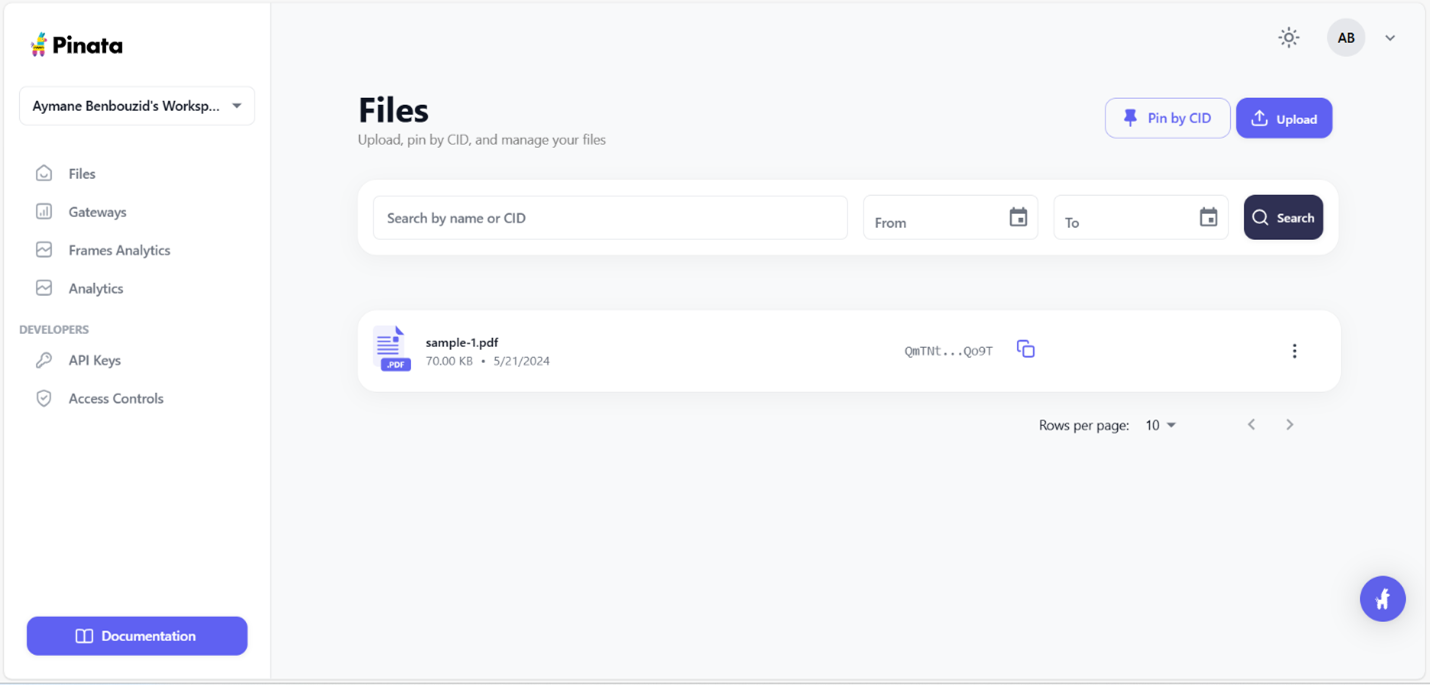 Pinata
Aymane Benbouzid's Worksp...
Files
Gateways
Frames Analytics
Analytics
DEVELOPERS
API Keys
Access Controls
Documentation
AB
Files
Upload, pin by CID, and manage your files
Pin by CID
Upload
Search by name or CID
From
To
Search
.PDF
sample-1.pdf
70.00 KB • 5/21/2024
QmTNt...Qo9T
Rows per page: 10